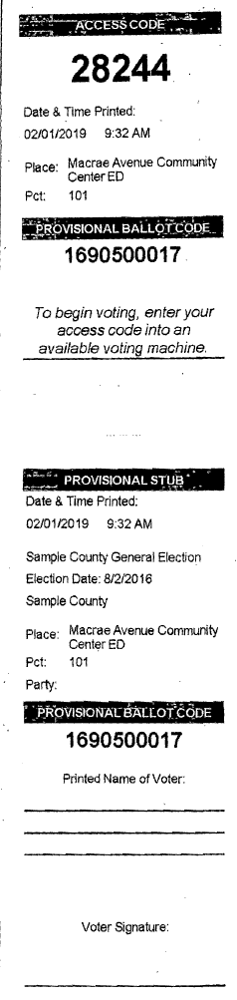 ACCESS CODE
28244
Date & Time Printed:
02/01/2019 9:32 AM
Place: Macrae Avenue Community
Center ED
Pct: 101
PROVISIONAL BALLOT CODE
1690500017
To begin voting, enter your
access code into an
available voting machine.
PROVISIONAL STUB
Date & Time Printed:
02/01/2019 9:32 AM
Sample County General Election
Election Date: 8/2/2016
Sample County
Place: Macrae Avenue Community
Center ED
Pct: 101
Party:
PROVISIONAL BALLOT CODE
1690500017
Printed Name of Voter:
Voter Signature: